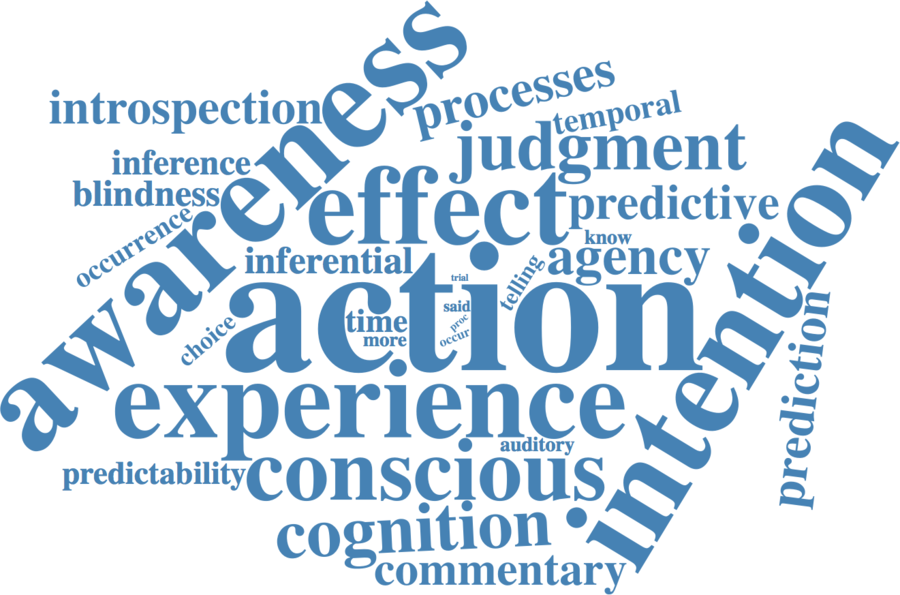 awareness
processes
introspection
temporal
judgment
inference
blindness
effect
predictive
occurrence
know
inferential
agency
trial
telling
action
intention
said
time
proc
choice
more
occur
prediction
experience
auditory
predictability
conscious
cognition
commentary